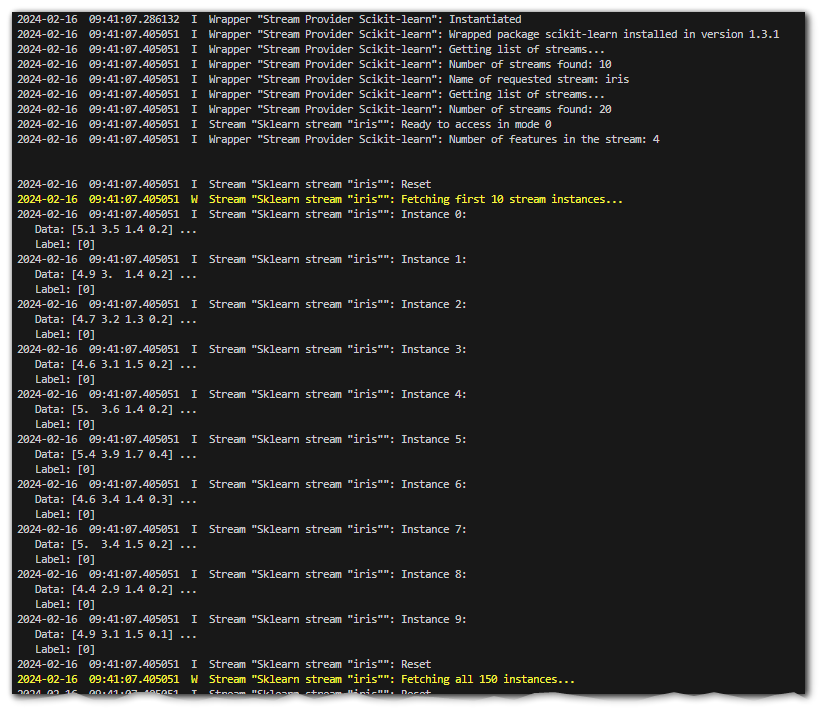 2024-02-16  09:41:07.286132  I  Wrapper "Stream Provider Scikit-learn": Instantiated
2024-02-16  09:41:07.405051  I  Wrapper "Stream Provider Scikit-learn": Wrapped package scikit-learn installed in version 1.3.1
2024-02-16  09:41:07.405051  I  Wrapper "Stream Provider Scikit-learn": Getting list of streams...
2024-02-16  09:41:07.405051  I  Wrapper "Stream Provider Scikit-learn": Number of streams found: 10
2024-02-16  09:41:07.405051  I  Wrapper "Stream Provider Scikit-learn": Name of requested stream: iris
2024-02-16  09:41:07.405051  I  Wrapper "Stream Provider Scikit-learn": Getting list of streams...
2024-02-16  09:41:07.405051  I  Wrapper "Stream Provider Scikit-learn": Number of streams found: 20
2024-02-16  09:41:07.405051  I  Stream "Sklearn stream "iris"": Ready to access in mode 0
2024-02-16  09:41:07.405051  I  Wrapper "Stream Provider Scikit-learn": Number of features in the stream: 4
2024-02-16  09:41:07.405051  I  Stream "Sklearn stream "iris"": Reset
2024-02-16  09:41:07.405051  W  Stream "Sklearn stream "iris"": Fetching first 10 stream instances...
2024-02-16  09:41:07.405051  I  Stream "Sklearn stream "iris"": Instance 0:
   Data: [5.1 3.5 1.4 0.2] ...
   Label: [0]
2024-02-16  09:41:07.405051  I  Stream "Sklearn stream "iris"": Instance 1:
   Data: [4.9 3.  1.4 0.2] ...
   Label: [0]
2024-02-16  09:41:07.405051  I  Stream "Sklearn stream "iris"": Instance 2:
   Data: [4.7 3.2 1.3 0.2] ...
   Label: [0]
2024-02-16  09:41:07.405051  I  Stream "Sklearn stream "iris"": Instance 3:
   Data: [4.6 3.1 1.5 0.2] ...
   Label: [0]
2024-02-16  09:41:07.405051  I  Stream "Sklearn stream "iris"": Instance 4:
   Data: [5.  3.6 1.4 0.2] ...
   Label: [0]
2024-02-16  09:41:07.405051  I  Stream "Sklearn stream "iris"": Instance 5:
   Data: [5.4 3.9 1.7 0.4] ...
   Label: [0]
2024-02-16  09:41:07.405051  I  Stream "Sklearn stream "iris"": Instance 6:
   Data: [4.6 3.4 1.4 0.3] ...
   Label: [0]
2024-02-16  09:41:07.405051  I  Stream "Sklearn stream "iris"": Instance 7:
   Data: [5.  3.4 1.5 0.2] ...
   Label: [0]
2024-02-16  09:41:07.405051  I  Stream "Sklearn stream "iris"": Instance 8:
   Data: [4.4 2.9 1.4 0.2] ...
   Label: [0]
2024-02-16  09:41:07.405051  I  Stream "Sklearn stream "iris"": Instance 9:
   Data: [4.9 3.1 1.5 0.1] ...
   Label: [0]
2024-02-16  09:41:07.405051  I  Stream "Sklearn stream "iris"": Reset
2024-02-16  09:41:07.405051  W  Stream "Sklearn stream "iris"": Fetching all 150 instances...